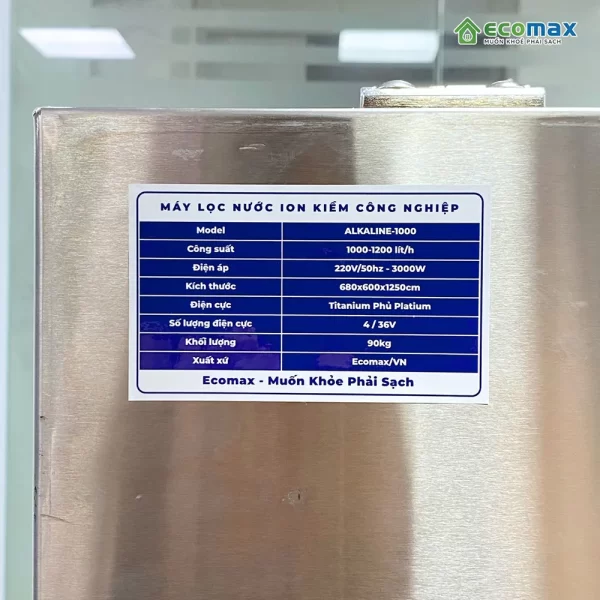 ecomax
MUỐN KHỎE PHẢI SẠCH
MÁY LỌC NƯỚC ION KIỀM CÔNG NGHIỆP
Model ALKALINE-1000
Công suất 1000-1200 lít/h
Điện áp 220V/50hz - 3000W
Kích thước 680x600x1250cm
Điện cực Titanium Phủ Platium
Số lượng điện cực 4 / 36V
Khối lượng 90kg
Xuất xứ Ecomax/VN
Ecomax - Muốn Khỏe Phải Sạch